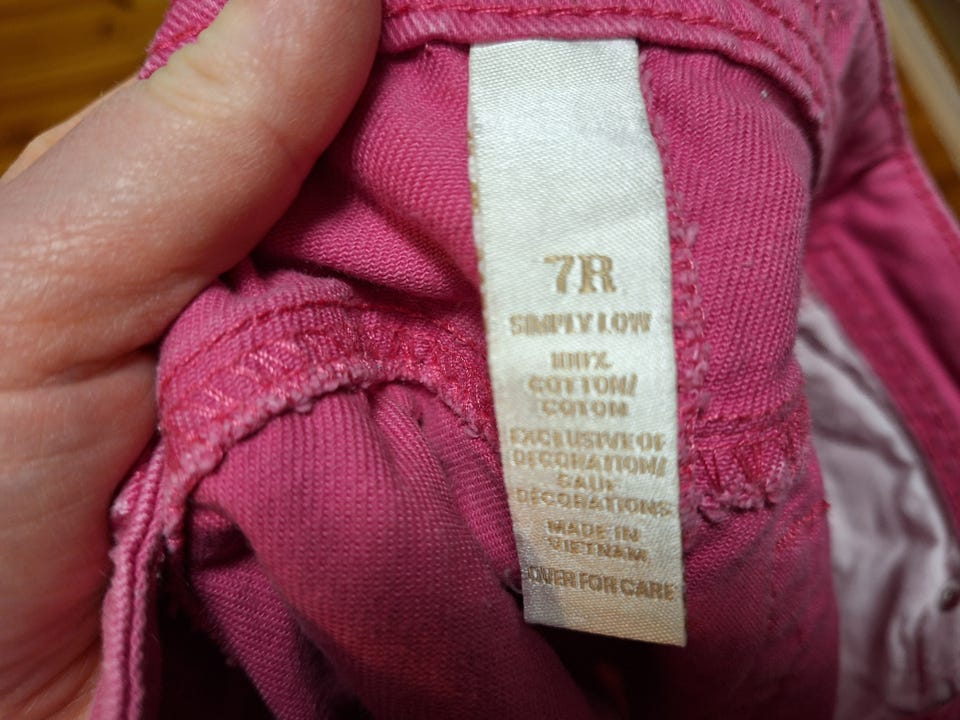 7R
SIMPLY LOW
100%
COTTON/
COTON
EXCLUSIVE OF
DECORATION/
SAUF
DECORATIONS
MADE IN
VIETNAM
OVER FOR CARE